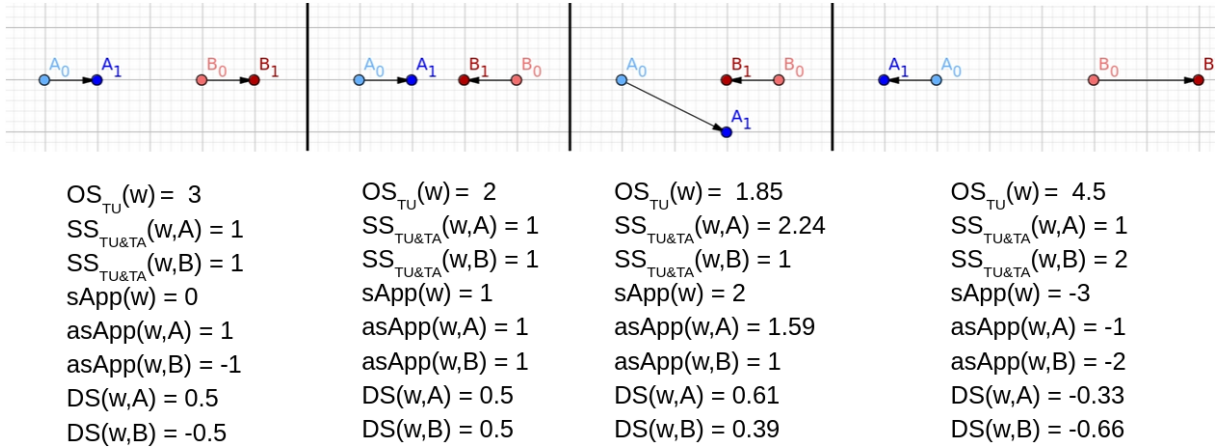 A0 A1 B0 B1
A0 A1 B1 B0
A0 B1 B0
A1
A1 A0 B0 B
OS_TU(w) = 3
SS_TU&TA(w,A) = 1
SS_TU&TA(w,B) = 1
sApp(w) = 0
asApp(w,A) = 1
asApp(w,B) = -1
DS(w,A) = 0.5
DS(w,B) = -0.5
OS_TU(w) = 2
SS_TU&TA(w,A) = 1
SS_TU&TA(w,B) = 1
sApp(w) = 1
asApp(w,A) = 1
asApp(w,B) = 1
DS(w,A) = 0.5
DS(w,B) = 0.5
OS_TU(w) = 1.85
SS_TU&TA(w,A) = 2.24
SS_TU&TA(w,B) = 1
sApp(w) = 2
asApp(w,A) = 1.59
asApp(w,B) = 1
DS(w,A) = 0.61
DS(w,B) = 0.39
OS_TU(w) = 4.5
SS_TU&TA(w,A) = 1
SS_TU&TA(w,B) = 2
sApp(w) = -3
asApp(w,A) = -1
asApp(w,B) = -2
DS(w,A) = -0.33
DS(w,B) = -0.66